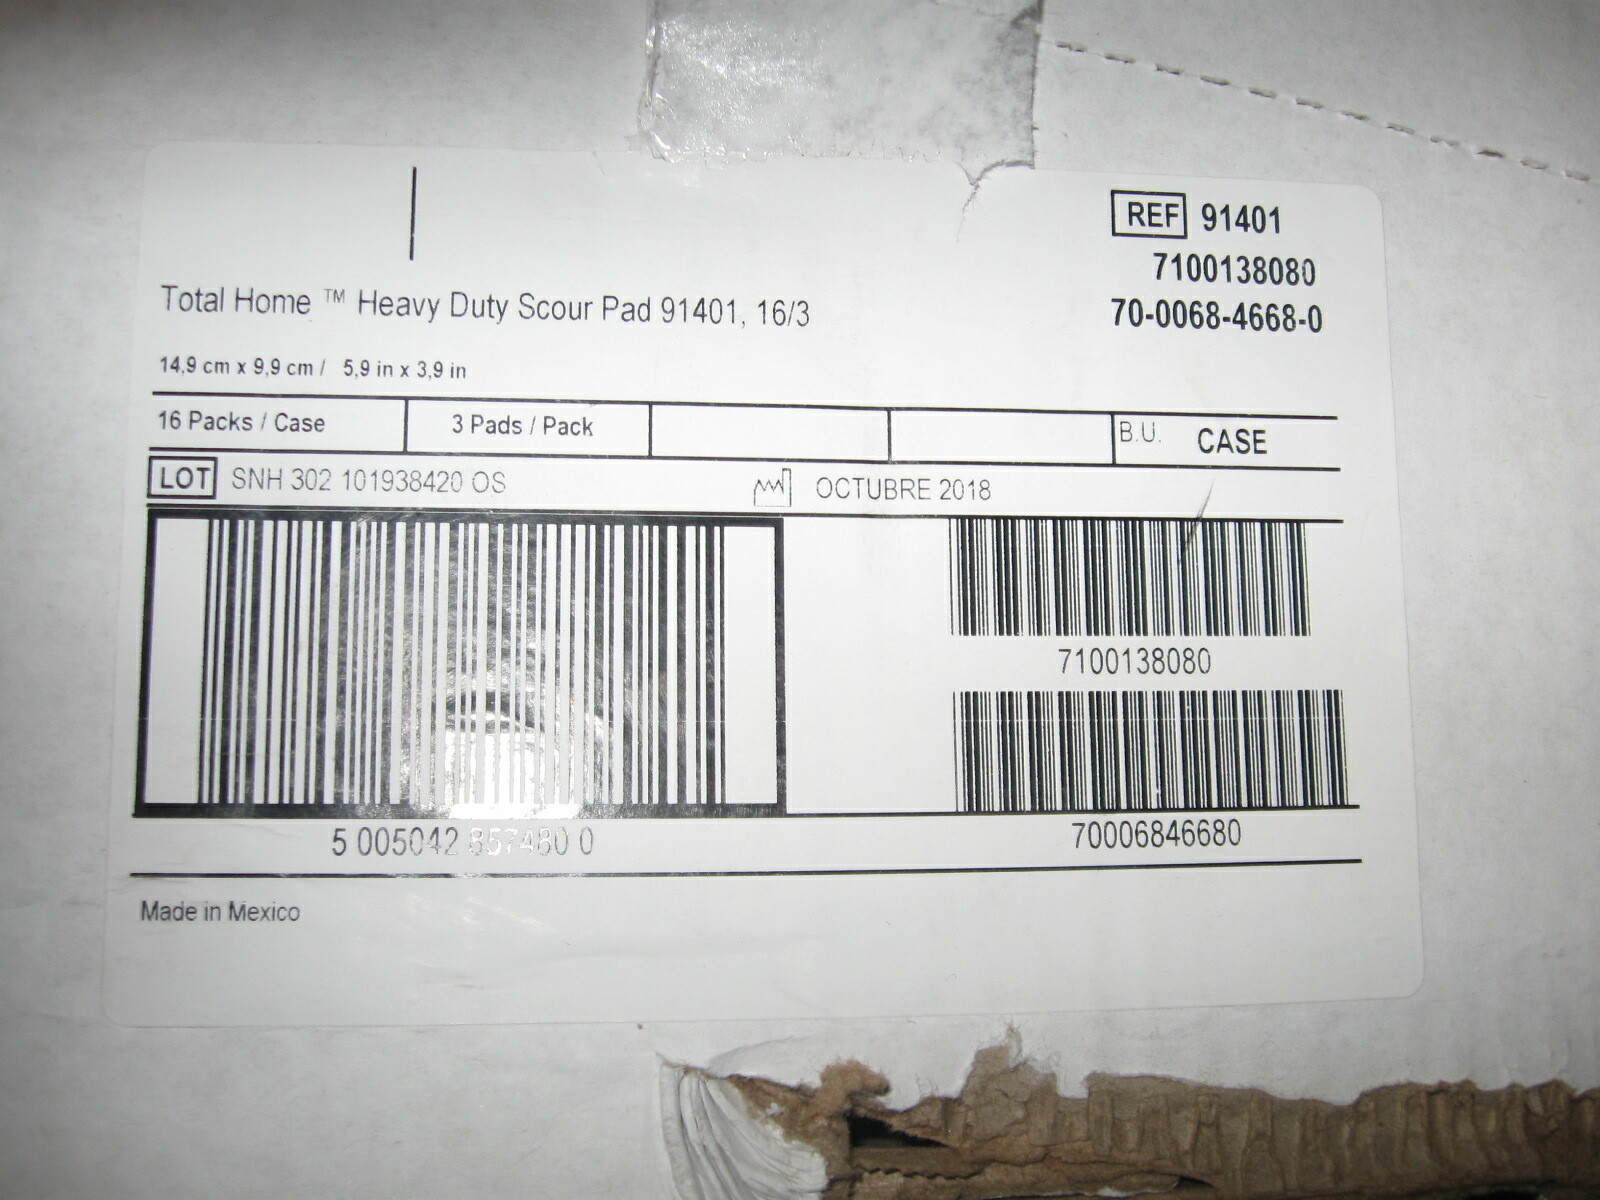 REF 91401
7100138080
70-0068-4668-0
Total Home ™ Heavy Duty Scour Pad 91401, 16/3
14,9 cm x 9,9 cm / 5,9 in x 3,9 in
16 Packs / Case 3 Pads / Pack B.U. CASE
LOT SNH 302 101938420 OS OCTUBRE 2018
7100138080
5 005042 857480 0 70006846680
Made in Mexico